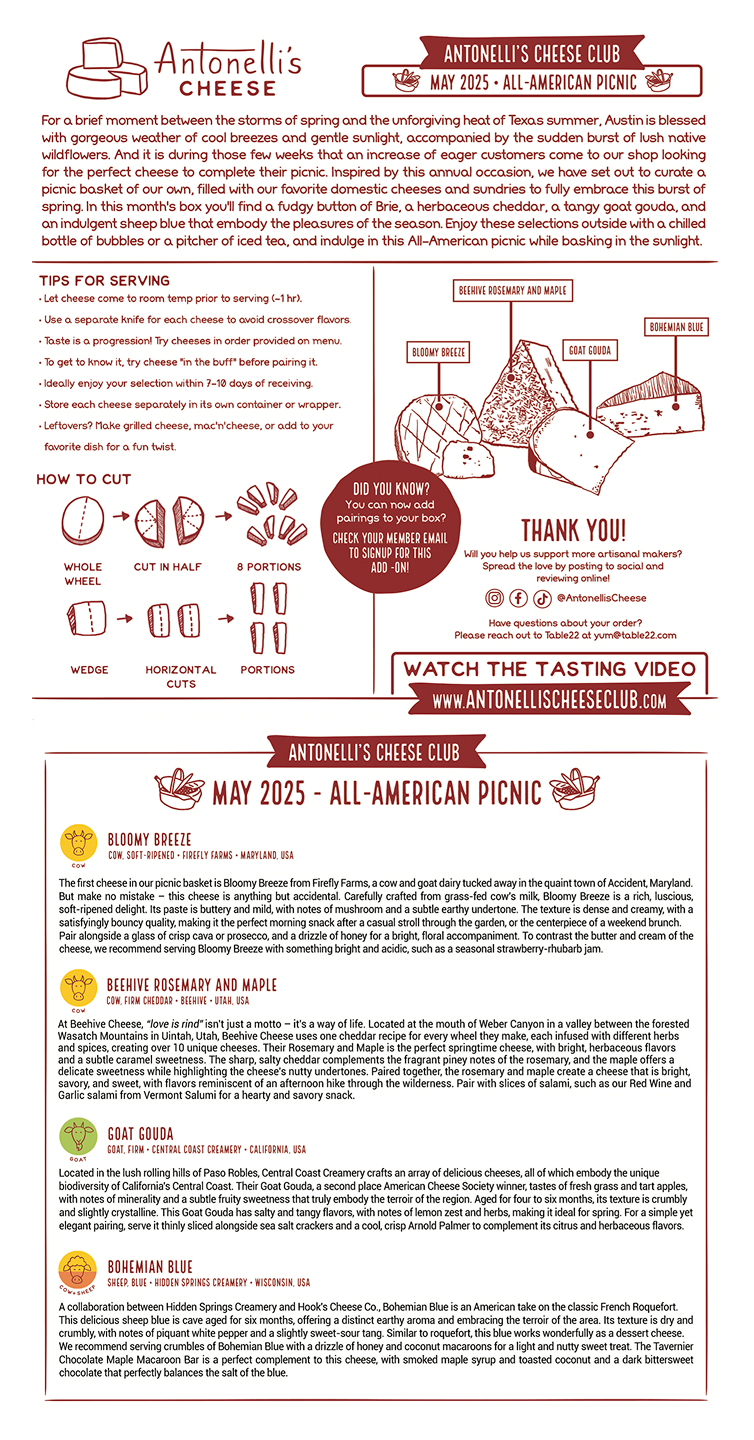 Antonelli's
CHEESE
ANTONELLI'S CHEESE CLUB
MAY 2025 • ALL-AMERICAN PICNIC
For a brief moment between the storms of spring and the unforgiving heat of Texas summer, Austin is blessed
with gorgeous weather of cool breezes and gentle sunlight, accompanied by the sudden burst of lush native
wildflowers. And it is during those few weeks that an increase of eager customers come to our shop looking
for the perfect cheese to complete their picnic. Inspired by this annual occasion, we have set out to curate a
picnic basket of our own, filled with our favorite domestic cheeses and sundries to fully embrace this burst of
spring. In this month's box you'll find a fudgy button of Brie, a herbaceous cheddar, a tangy goat gouda, and
an indulgent sheep blue that embody the pleasures of the season. Enjoy these selections outside with a chilled
bottle of bubbles or a pitcher of iced tea, and indulge in this All-American picnic while basking in the sunlight.
TIPS FOR SERVING
• Let cheese come to room temp prior to serving (~1 hr).
• Use a separate knife for each cheese to avoid crossover flavors.
• Taste is a progression! Try cheeses in order provided on menu.
• To get to know it, try cheese "in the buff" before pairing it.
• Ideally enjoy your selection within 7-10 days of receiving.
• Store each cheese separately in its own container or wrapper.
• Leftovers? Make grilled cheese, mac'n'cheese, or add to your
favorite dish for a fun twist.
HOW TO CUT
WHOLE
WHEEL
CUT IN HALF
8 PORTIONS
WEDGE
HORIZONTAL
CUTS
PORTIONS
BEEHIVE ROSEMARY AND MAPLE
BOHEMIAN BLUE
BLOOMY BREEZE
GOAT GOUDA
DID YOU KNOW?
You can now add
pairings to your box?
CHECK YOUR MEMBER EMAIL
TO SIGNUP FOR THIS
ADD -ON!
THANK YOU!
Will you help us support more artisanal makers?
Spread the love by posting to social and
reviewing online!
@AntonellisCheese
Have questions about your order?
Please reach out to Table22 at yum@table22.com
WATCH THE TASTING VIDEO
WWW.ANTONELLISCHEESECLUB.COM
ANTONELLI'S CHEESE CLUB
MAY 2025 - ALL-AMERICAN PICNIC
COW
BLOOMY BREEZE
COW, SOFT-RIPENED • FIREFLY FARMS • MARYLAND, USA
The first cheese in our picnic basket is Bloomy Breeze from Firefly Farms, a cow and goat dairy tucked away in the quaint town of Accident, Maryland.
But make no mistake – this cheese is anything but accidental. Carefully crafted from grass-fed cow's milk, Bloomy Breeze is a rich, luscious,
soft-ripened delight. Its paste is buttery and mild, with notes of mushroom and a subtle earthy undertone. The texture is dense and creamy, with a
satisfyingly bouncy quality, making it the perfect morning snack after a casual stroll through the garden, or the centerpiece of a weekend brunch.
Pair alongside a glass of crisp cava or prosecco, and a drizzle of honey for a bright, floral accompaniment. To contrast the butter and cream of the
cheese, we recommend serving Bloomy Breeze with something bright and acidic, such as a seasonal strawberry-rhubarb jam.
COW
BEEHIVE ROSEMARY AND MAPLE
COW, FIRM CHEDDAR • BEEHIVE • UTAH, USA
At Beehive Cheese, "love is rind" isn't just a motto – it's a way of life. Located at the mouth of Weber Canyon in a valley between the forested
Wasatch Mountains in Uintah, Utah, Beehive Cheese uses one cheddar recipe for every wheel they make, each infused with different herbs
and spices, creating over 10 unique cheeses. Their Rosemary and Maple is the perfect springtime cheese, with bright, herbaceous flavors
and a subtle caramel sweetness. The sharp, salty cheddar complements the fragrant piney notes of the rosemary, and the maple offers a
delicate sweetness while highlighting the cheese's nutty undertones. Paired together, the rosemary and maple create a cheese that is bright,
savory, and sweet, with flavors reminiscent of an afternoon hike through the wilderness. Pair with slices of salami, such as our Red Wine and
Garlic salami from Vermont Salumi for a hearty and savory snack.
GOAT
GOAT GOUDA
GOAT, FIRM • CENTRAL COAST CREAMERY • CALIFORNIA, USA
Located in the lush rolling hills of Paso Robles, Central Coast Creamery crafts an array of delicious cheeses, all of which embody the unique
biodiversity of California's Central Coast. Their Goat Gouda, a second place American Cheese Society winner, tastes of fresh grass and tart apples,
with notes of minerality and a subtle fruity sweetness that truly embody the terroir of the region. Aged for four to six months, its texture is crumbly
and slightly crystalline. This Goat Gouda has salty and tangy flavors, with notes of lemon zest and herbs, making it ideal for spring. For a simple yet
elegant pairing, serve it thinly sliced alongside sea salt crackers and a cool, crisp Arnold Palmer to complement its citrus and herbaceous flavors.
COW+SHEEP
BOHEMIAN BLUE
SHEEP, BLUE • HIDDEN SPRINGS CREAMERY • WISCONSIN, USA
A collaboration between Hidden Springs Creamery and Hook's Cheese Co., Bohemian Blue is an American take on the classic French Roquefort.
This delicious sheep blue is cave aged for six months, offering a distinct earthy aroma and embracing the terroir of the area. Its texture is dry and
crumbly, with notes of piquant white pepper and a slightly sweet-sour tang. Similar to roquefort, this blue works wonderfully as a dessert cheese.
We recommend serving crumbles of Bohemian Blue with a drizzle of honey and coconut macaroons for a light and nutty sweet treat. The Tavernier
Chocolate Maple Macaroon Bar is a perfect complement to this cheese, with smoked maple syrup and toasted coconut and a dark bittersweet
chocolate that perfectly balances the salt of the blue.